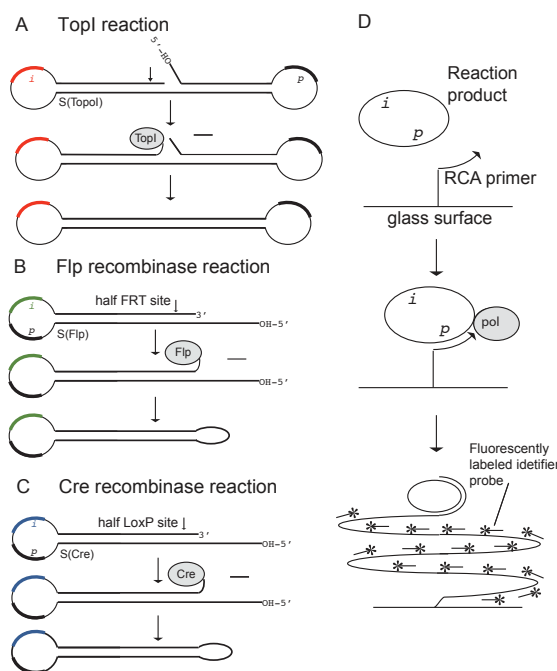 A TopI reaction
5'-HO
i
p
S(TopoI)
TopI
B Flp recombinase reaction
i
half FRT site
3'
p
S(Flp)
OH-5'
Flp
OH-5'
C Cre recombinase reaction
i
half LoxP site
3'
p
S(Cre)
OH-5'
Cre
OH-5'
D
i
p
Reaction
product
RCA primer
glass surface
i
p
pol
Fluorescently
labeled idetifier
probe